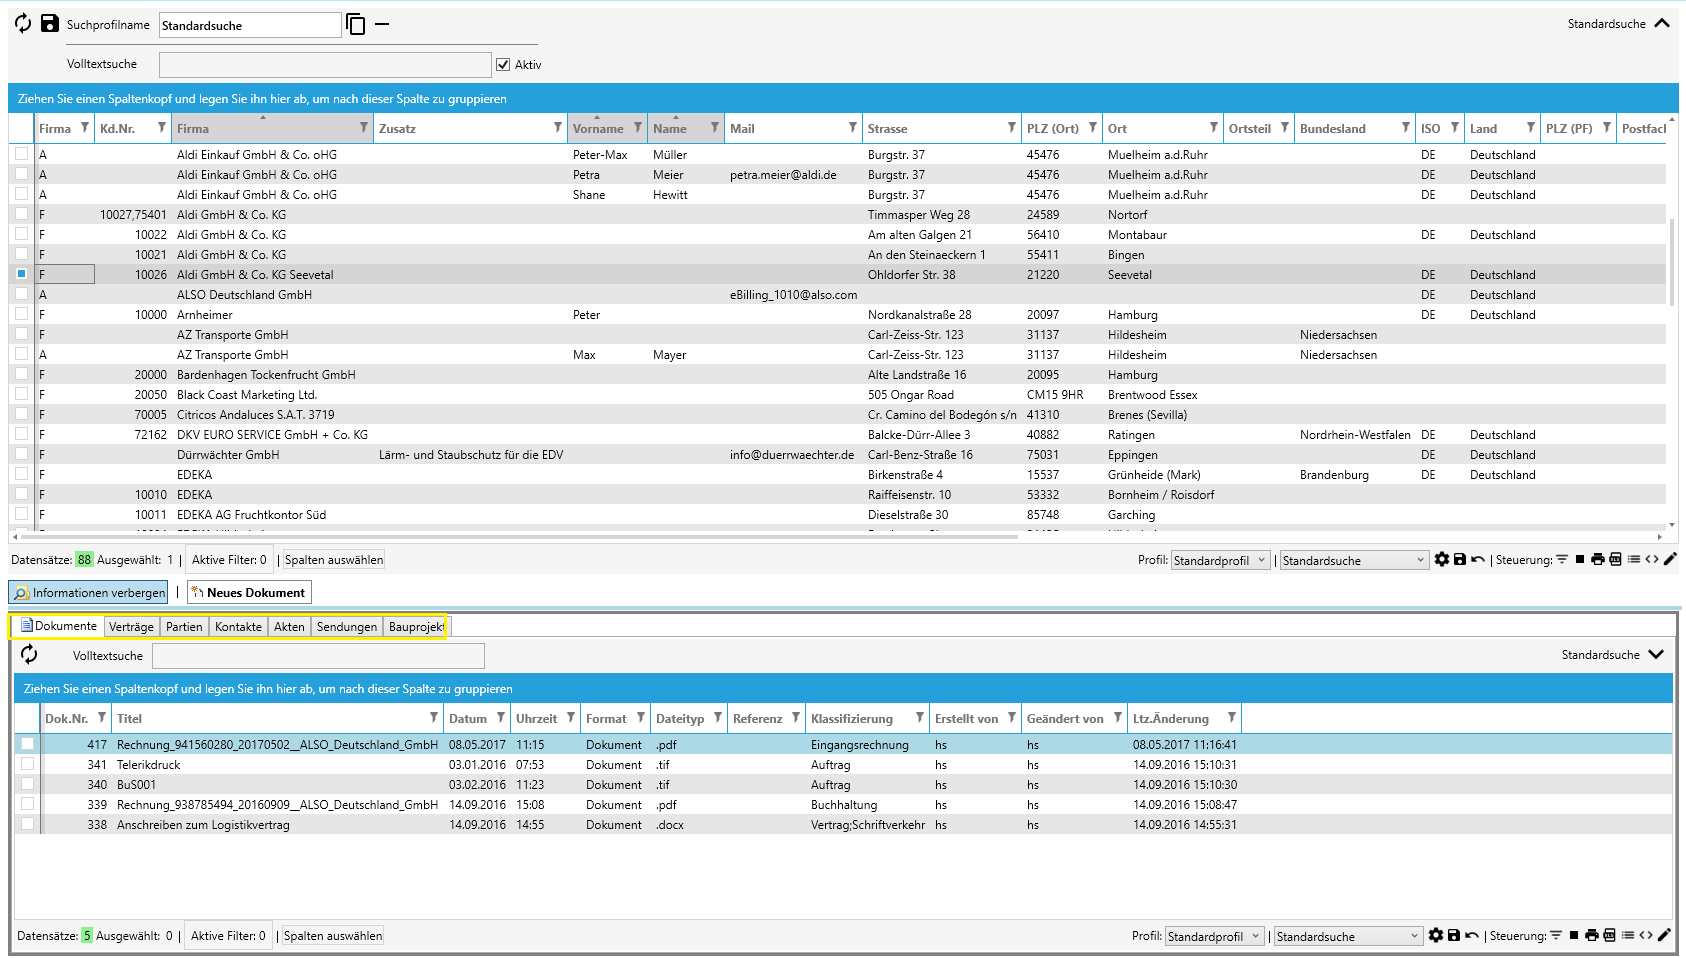 Suchprofilname Standardsuche Standardsuche
Volltextsuche Aktiv
Ziehen Sie einen Spaltenkopf und legen Sie ihn hier ab, um nach dieser Spalte zu gruppieren
Firma Kd.Nr. Firma Zusatz Vorname Name Mail Strasse PLZ (Ort) Ort Ortsteil Bundesland ISO Land PLZ (PF) Postfach
A Aldi Einkauf GmbH & Co. oHG Peter-Max Müller Burgstr. 37 45476 Muelheim a.d.Ruhr DE Deutschland
A Aldi Einkauf GmbH & Co. oHG Petra Meier petra.meier@aldi.de Burgstr. 37 45476 Muelheim a.d.Ruhr DE Deutschland
A Aldi Einkauf GmbH & Co. oHG Shane Hewitt Burgstr. 37 45476 Muelheim a.d.Ruhr DE Deutschland
F 10027,75401 Aldi GmbH & Co. KG Timmasper Weg 28 24589 Nortorf
F 10022 Aldi GmbH & Co. KG Am alten Galgen 21 56410 Montabaur DE Deutschland
F 10021 Aldi GmbH & Co. KG An den Steinaeckern 1 55411 Bingen
F 10026 Aldi GmbH & Co. KG Seevetal Ohldorfer Str. 38 21220 Seevetal DE Deutschland
A ALSO Deutschland GmbH eBilling_1010@also.com DE Deutschland
F 10000 Arnheimer Peter Nordkanalstraße 28 20097 Hamburg DE Deutschland
F AZ Transporte GmbH Carl-Zeiss-Str. 123 31137 Hildesheim Niedersachsen
A AZ Transporte GmbH Max Mayer Carl-Zeiss-Str. 123 31137 Hildesheim Niedersachsen
F 20000 Bardenhagen Tockenfrucht GmbH Alte Landstraße 16 20095 Hamburg
F 20050 Black Coast Marketing Ltd. 505 Ongar Road CM15 9HR Brentwood Essex
F 70005 Citricos Andaluces S.A.T. 3719 Cr. Camino del Bodegón s/n 41310 Brenes (Sevilla)
F 72162 DKV EURO SERVICE GmbH + Co. KG Balcke-Dürr-Allee 3 40882 Ratingen Nordrhein-Westfalen DE Deutschland
F Dürrwächter GmbH Lärm- und Staubschutz für die EDV info@duerrwaechter.de Carl-Benz-Straße 16 75031 Eppingen DE Deutschland
F EDEKA Birkenstraße 4 15537 Grünheide (Mark) Brandenburg DE Deutschland
F 10010 EDEKA Raiffeisenstr. 10 53332 Bornheim / Roisdorf
F 10011 EDEKA AG Fruchtkontor Süd Dieselstraße 30 85748 Garching
Datensätze: 88 Ausgewählt: 1 | Aktive Filter: 0 | Spalten auswählen Profil: Standardprofil | Standardsuche | Steuerung:
Informationen verbergen | Neues Dokument
Dokumente Verträge Partien Kontakte Akten Sendungen Bauprojekt
Volltextsuche Standardsuche
Ziehen Sie einen Spaltenkopf und legen Sie ihn hier ab, um nach dieser Spalte zu gruppieren
Dok.Nr. Titel Datum Uhrzeit Format Dateityp Referenz Klassifizierung Erstellt von Geändert von Ltz.Änderung
417 Rechnung_941560280_20170502__ALSO_Deutschland_GmbH 08.05.2017 11:15 Dokument .pdf Eingangsrechnung hs hs 08.05.2017 11:16:41
341 Telerikdruck 03.01.2016 07:53 Dokument .tif Auftrag hs hs 14.09.2016 15:10:31
340 BuS001 03.02.2016 11:23 Dokument .tif Auftrag hs hs 14.09.2016 15:10:30
339 Rechnung_938785494_20160909__ALSO_Deutschland_GmbH 14.09.2016 15:08 Dokument .pdf Buchhaltung hs hs 14.09.2016 15:08:47
338 Anschreiben zum Logistikvertrag 14.09.2016 14:55 Dokument .docx Vertrag;Schriftverkehr hs hs 14.09.2016 14:55:31
Datensätze: 5 Ausgewählt: 0 | Aktive Filter: 0 | Spalten auswählen Profil: Standardprofil | Standardsuche | Steuerung: